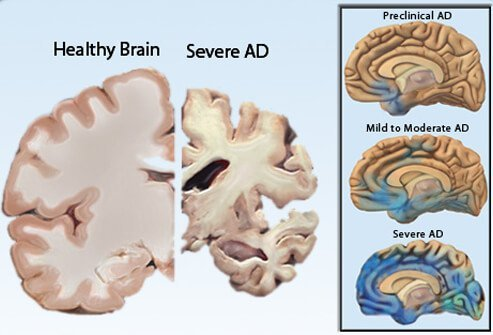 Healthy Brain
Severe AD
Preclinical AD
Mild to Moderate AD
Severe AD